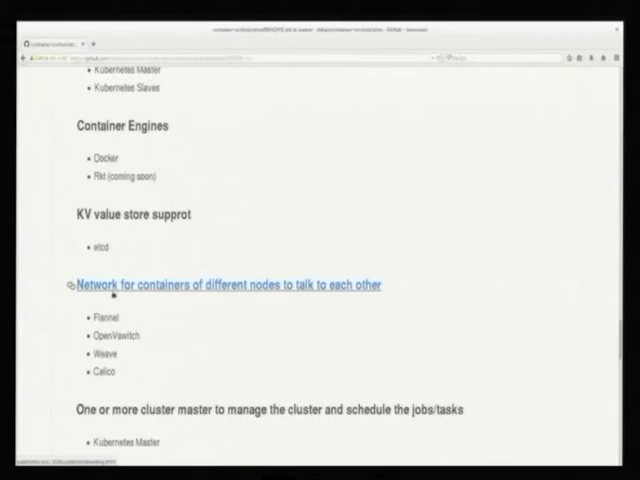 Kubernetes Master
Kubernetes Slaves
Container Engines
Docker
Rkt (coming soon)
KV value store supprot
etcd
Network for containers of different nodes to talk to each other
Flannel
OpenVswitch
Weave
Calico
One or more cluster master to manage the cluster and schedule the jobs/tasks
Kubernetes Master